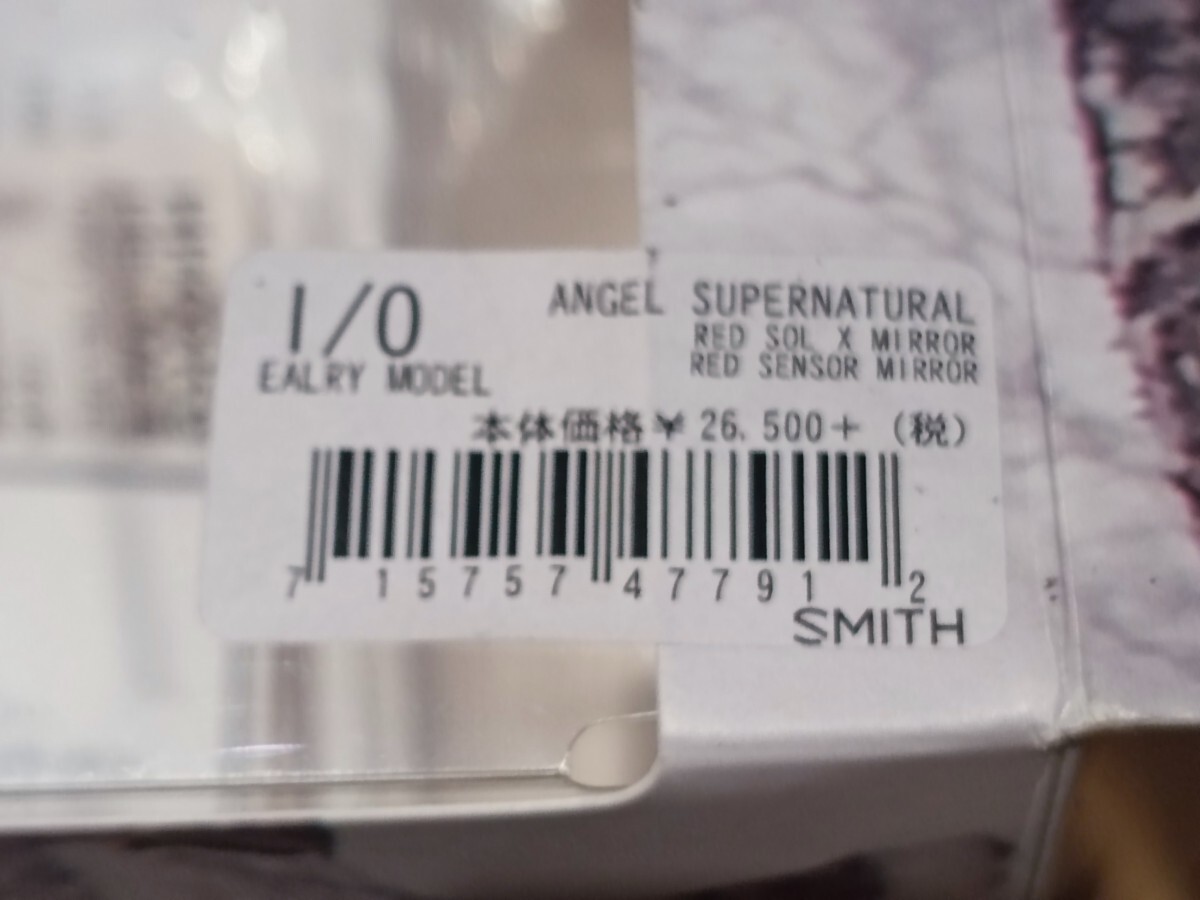 I/O
EALRY MODEL
ANGEL SUPERNATURAL
RED SOL X MIRROR
RED SENSOR MIRROR
本体価格¥ 26.500+ (税)
7 15757 47791 2
SMITH